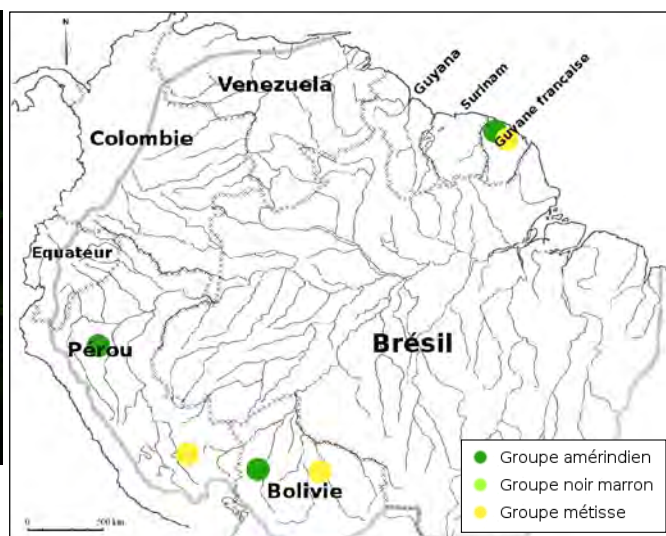 N
Venezuela
Guyana
Surinam
Guyane française
Colombie
Equateur
Pérou
Brésil
Bolivie
0 500 km
Groupe amérindien
Groupe noir marron
Groupe métisse